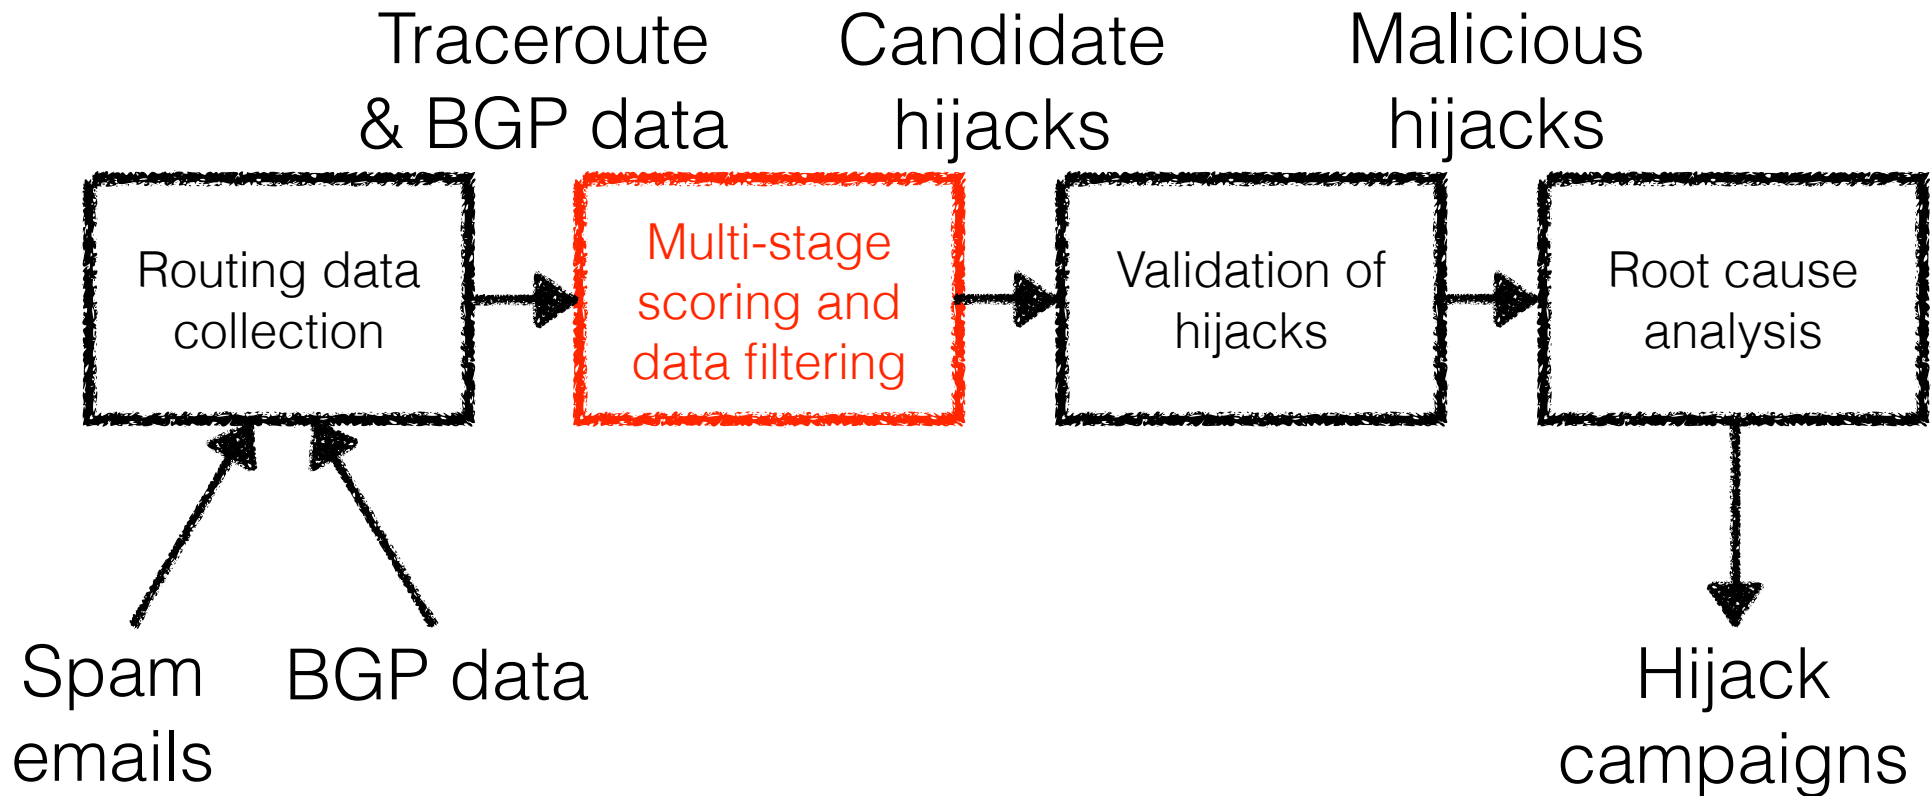 Traceroute
& BGP data
Candidate
hijacks
Malicious
hijacks
Routing data
collection
Multi-stage
scoring and
data filtering
Validation of
hijacks
Root cause
analysis
Spam
emails
BGP data
Hijack
campaigns